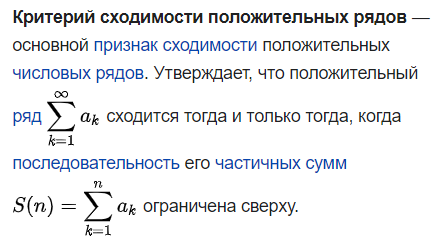 Критерий сходимости положительных рядов —
основной признак сходимости положительных
числовых рядов. Утверждает, что положительный
ряд $\sum_{k=1}^{\infty} a_k$ сходится тогда и только тогда, когда
последовательность его частичных сумм
$S(n) = \sum_{k=1}^{n} a_k$ ограничена сверху.